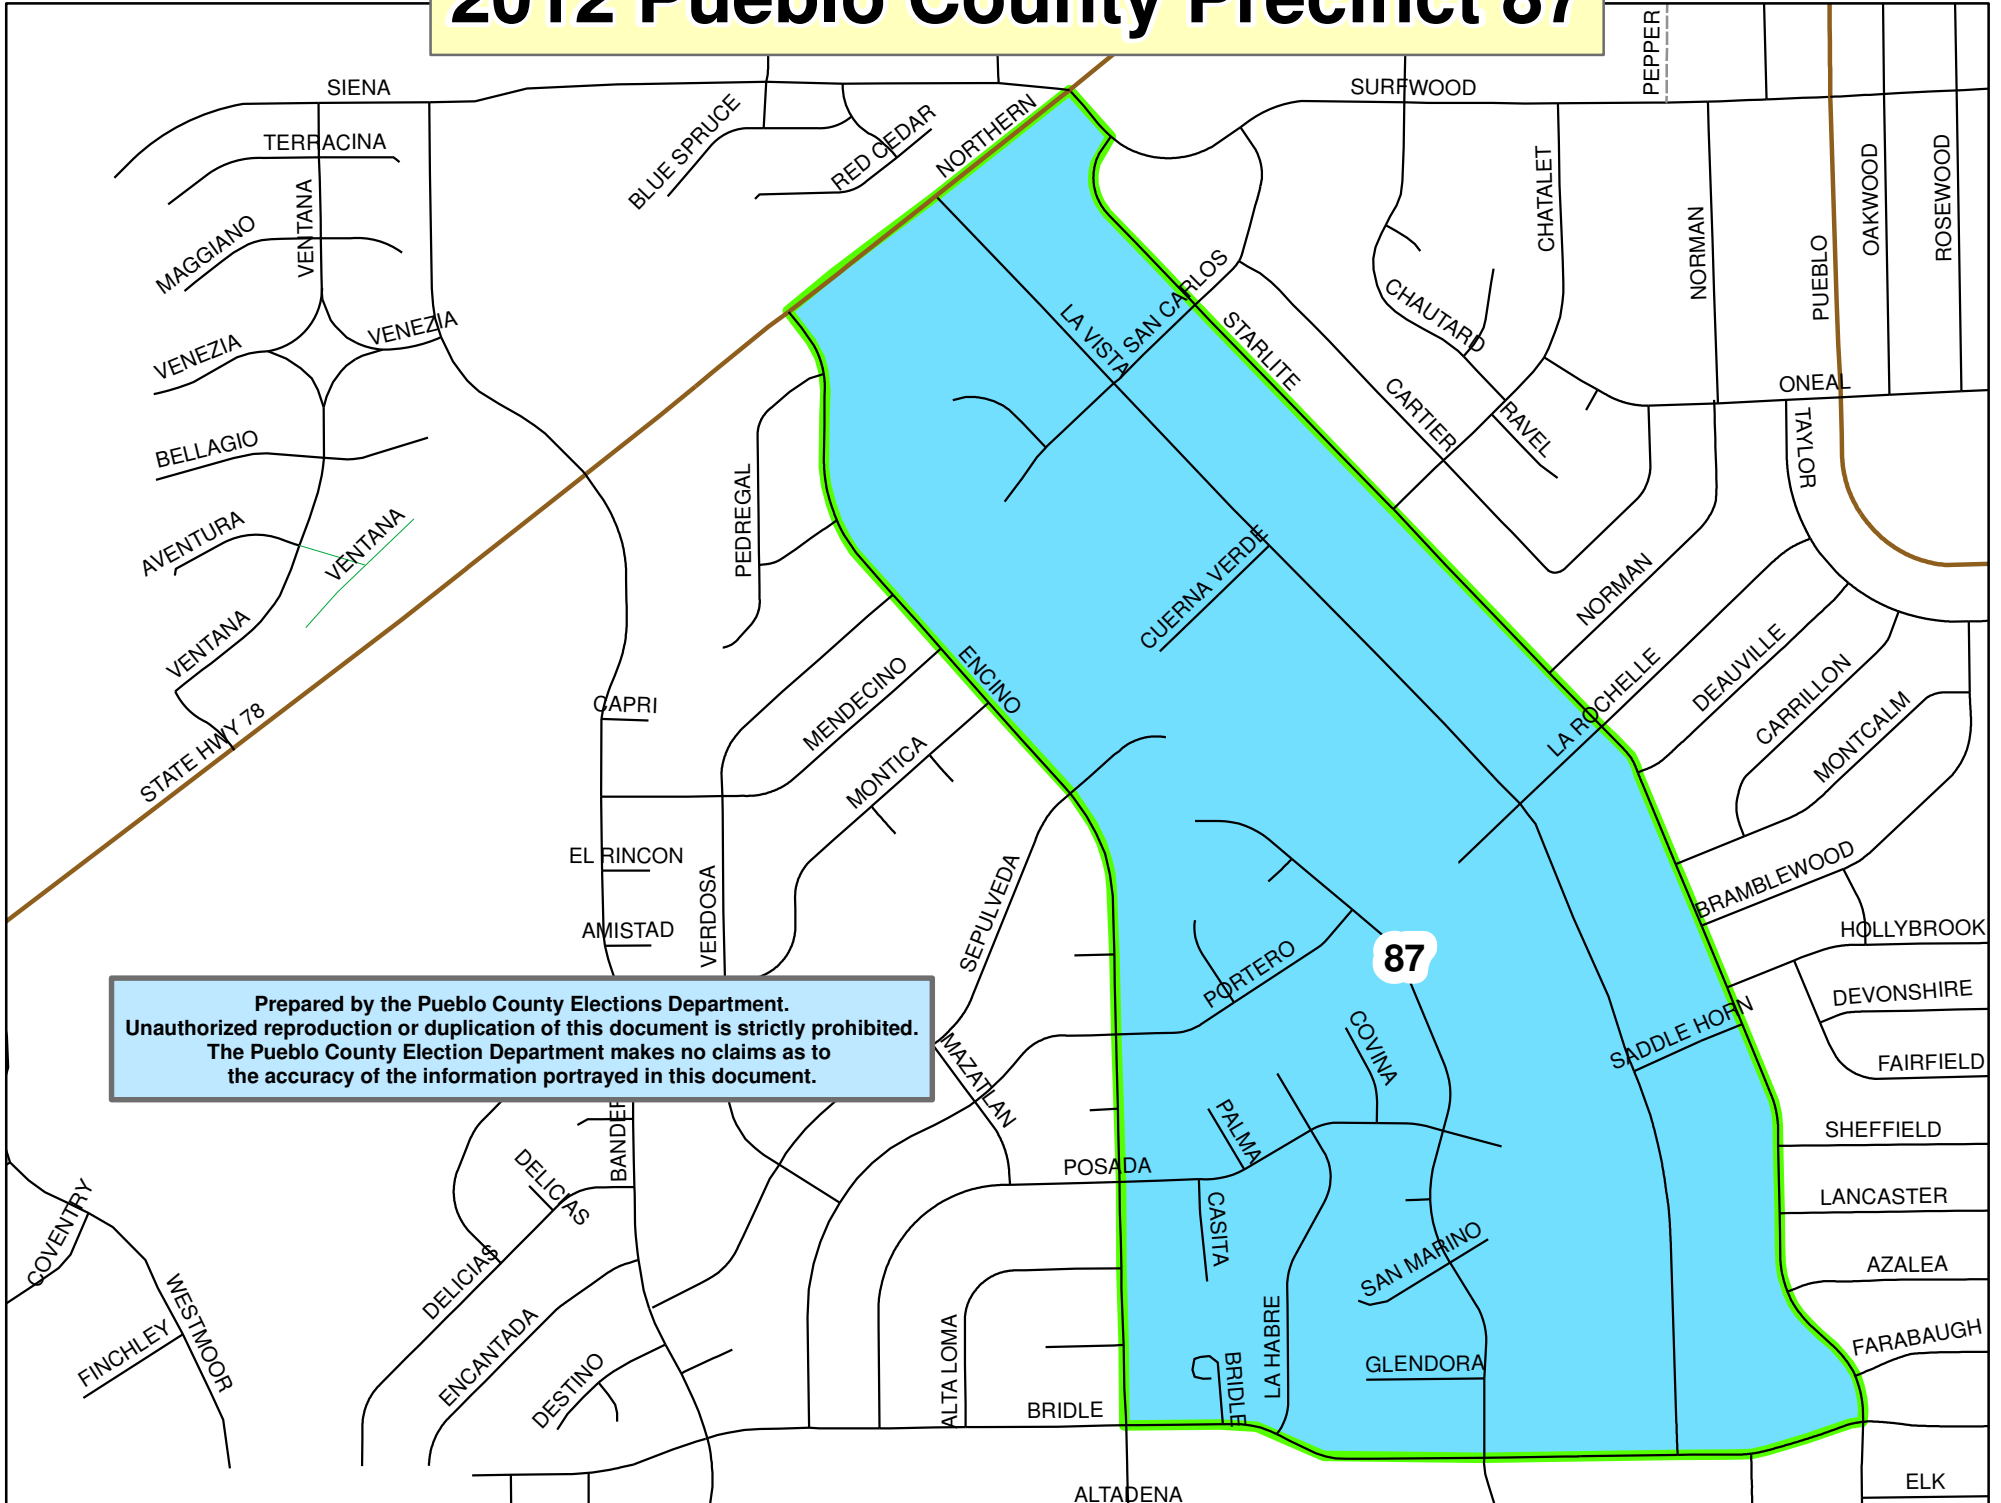 2012 Pueblo County Precinct 87
SIENA
SURFWOOD
PEPPER
TERRACINA
BLUE SPRUCE
RED CEDAR
NORTHERN
VENTANA
CHATALET
NORMAN
PUEBLO
OAKWOOD
ROSEWOOD
MAGGIANO
SAN CARLOS
LA VISTA
STARLITE
CHAUTARD
VENEZIA
VENEZIA
CARTIER
RAVEL
ONEAL
TAYLOR
BELLAGIO
PEDREGAL
AVENTURA
VENTANA
CUERNA VERDE
NORMAN
VENTANA
ENCINO
MENDECINO
LA ROCHELLE
DEAUVILLE
CARRILLON
MONTCALM
CAPRI
STATE HWY 78
MONTICA
EL RINCON
VERDOSA
SEPULVEDA
BRAMBLEWOOD
AMISTAD
HOLLYBROOK
PORTERO
87
DEVONSHIRE
SADDLE HORN
COVINA
FAIRFIELD
Prepared by the Pueblo County Elections Department.
Unauthorized reproduction or duplication of this document is strictly prohibited.
The Pueblo County Election Department makes no claims as to
the accuracy of the information portrayed in this document.
MAZATLAN
PALMA
BANDER
SHEFFIELD
DELICIAS
POSADA
LANCASTER
COVENTRY
CASITA
SAN MARINO
AZALEA
DELICIAS
WESTMOOR
FINCHLEY
ENCANTADA
ALTA LOMA
LA HABRE
FARABAUGH
DESTINO
BRIDLE
GLENDORA
BRIDLE
ALTADENA
ELK